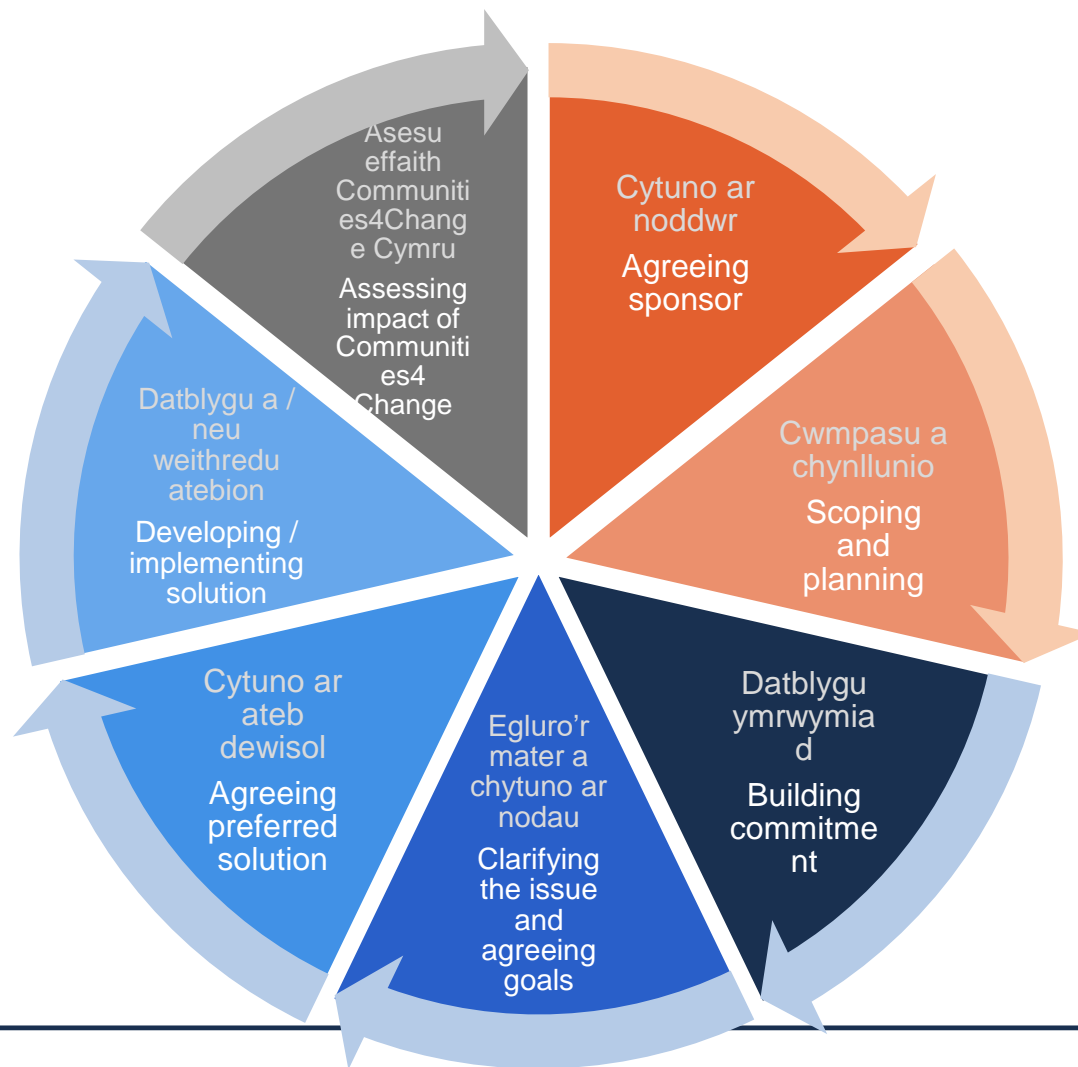 Cytuno ar
noddwr
Agreeing
sponsor
Cwmpasu a
chynllunio
Scoping
and
planning
Datblygu
ymrwymia
d
Building
commitme
nt
Egluro’r
mater a
chytuno ar
nodau
Clarifying
the issue
and
agreeing
goals
Cytuno ar
ateb
dewisol
Agreeing
preferred
solution
Datblygu a /
neu
weithredu
atebion
Developing /
implementing
solution
Asesu
effaith
Communiti
es4Chang
e Cymru
Assessing
impact of
Communiti
es4
Change